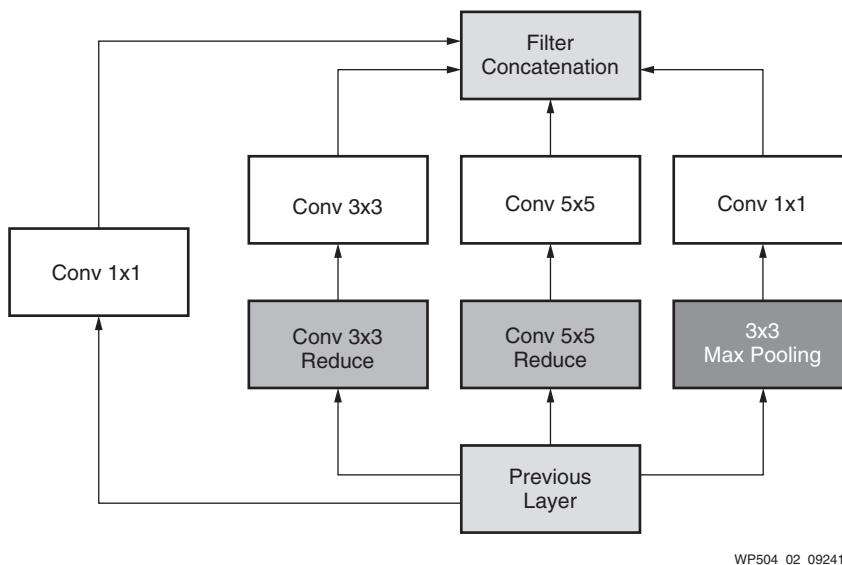 Filter
Concatenation
Conv 3x3
Conv 5x5
Conv 1x1
Conv 1x1
Conv 3x3
Reduce
Conv 5x5
Reduce
3x3
Max Pooling
Previous
Layer
WP504_02_09241